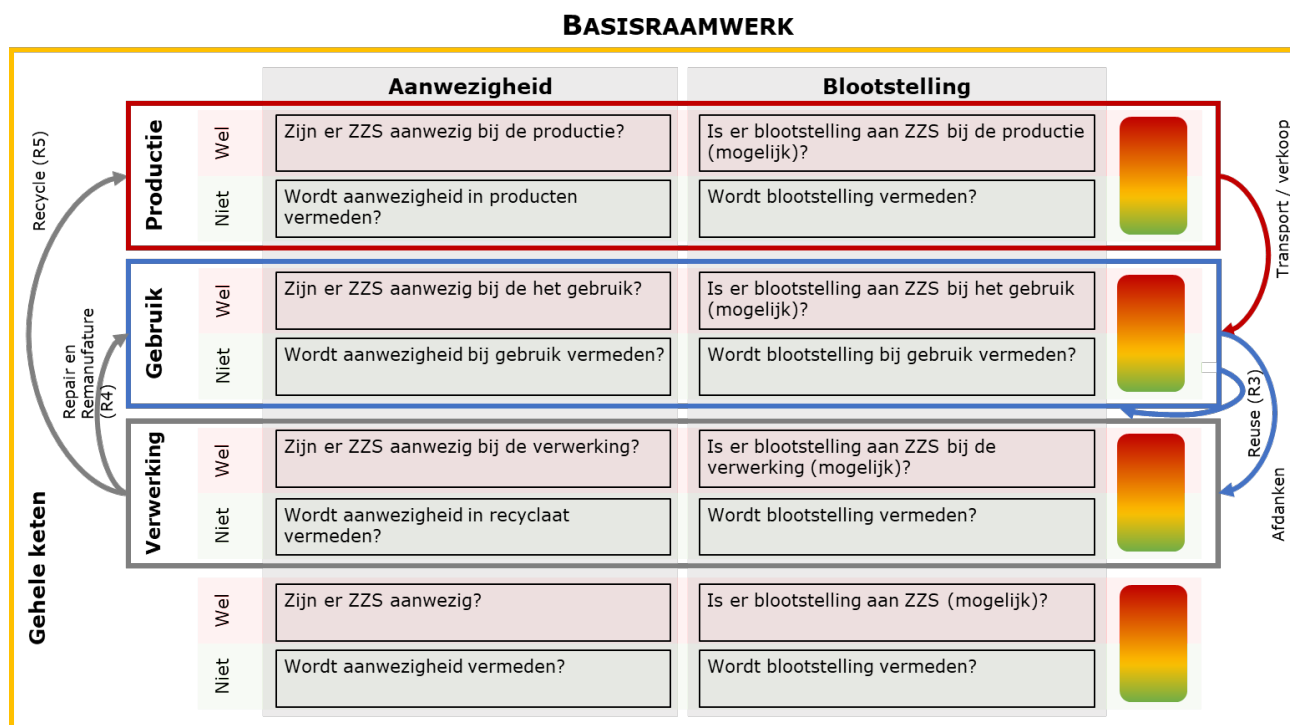 BASISRAAMWERK
Aanwezigheid
Blootstelling
Productie
Wel
Zijn er ZZS aanwezig bij de productie?
Is er blootstelling aan ZZS bij de productie
(mogelijk)?
Niet
Wordt aanwezigheid in producten
vermeden?
Wordt blootstelling vermeden?
Gebruik
Wel
Zijn er ZZS aanwezig bij de het gebruik?
Is er blootstelling aan ZZS bij het gebruik
(mogelijk)?
Niet
Wordt aanwezigheid bij gebruik vermeden?
Wordt blootstelling bij gebruik vermeden?
Verwerking
Wel
Zijn er ZZS aanwezig bij de verwerking?
Is er blootstelling aan ZZS bij de
verwerking (mogelijk)?
Niet
Wordt aanwezigheid in recyclaat
vermeden?
Wordt blootstelling vermeden?
Gehele keten
Wel
Zijn er ZZS aanwezig?
Is er blootstelling aan ZZS (mogelijk)?
Niet
Wordt aanwezigheid vermeden?
Wordt blootstelling vermeden?
Recycle (R5)
Repair en
Remanufacture
(R4)
Transport / verkoop
Reuse (R3)
Afdanken